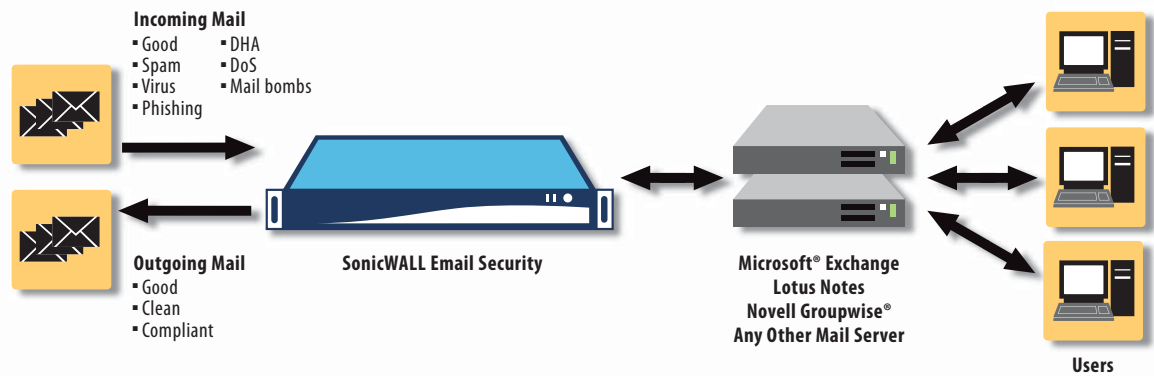 Incoming Mail
▪ Good ▪ DHA
▪ Spam ▪ DoS
▪ Virus ▪ Mail bombs
▪ Phishing
Outgoing Mail
▪ Good
▪ Clean
▪ Compliant
SonicWALL Email Security
Microsoft® Exchange
Lotus Notes
Novell Groupwise®
Any Other Mail Server
Users